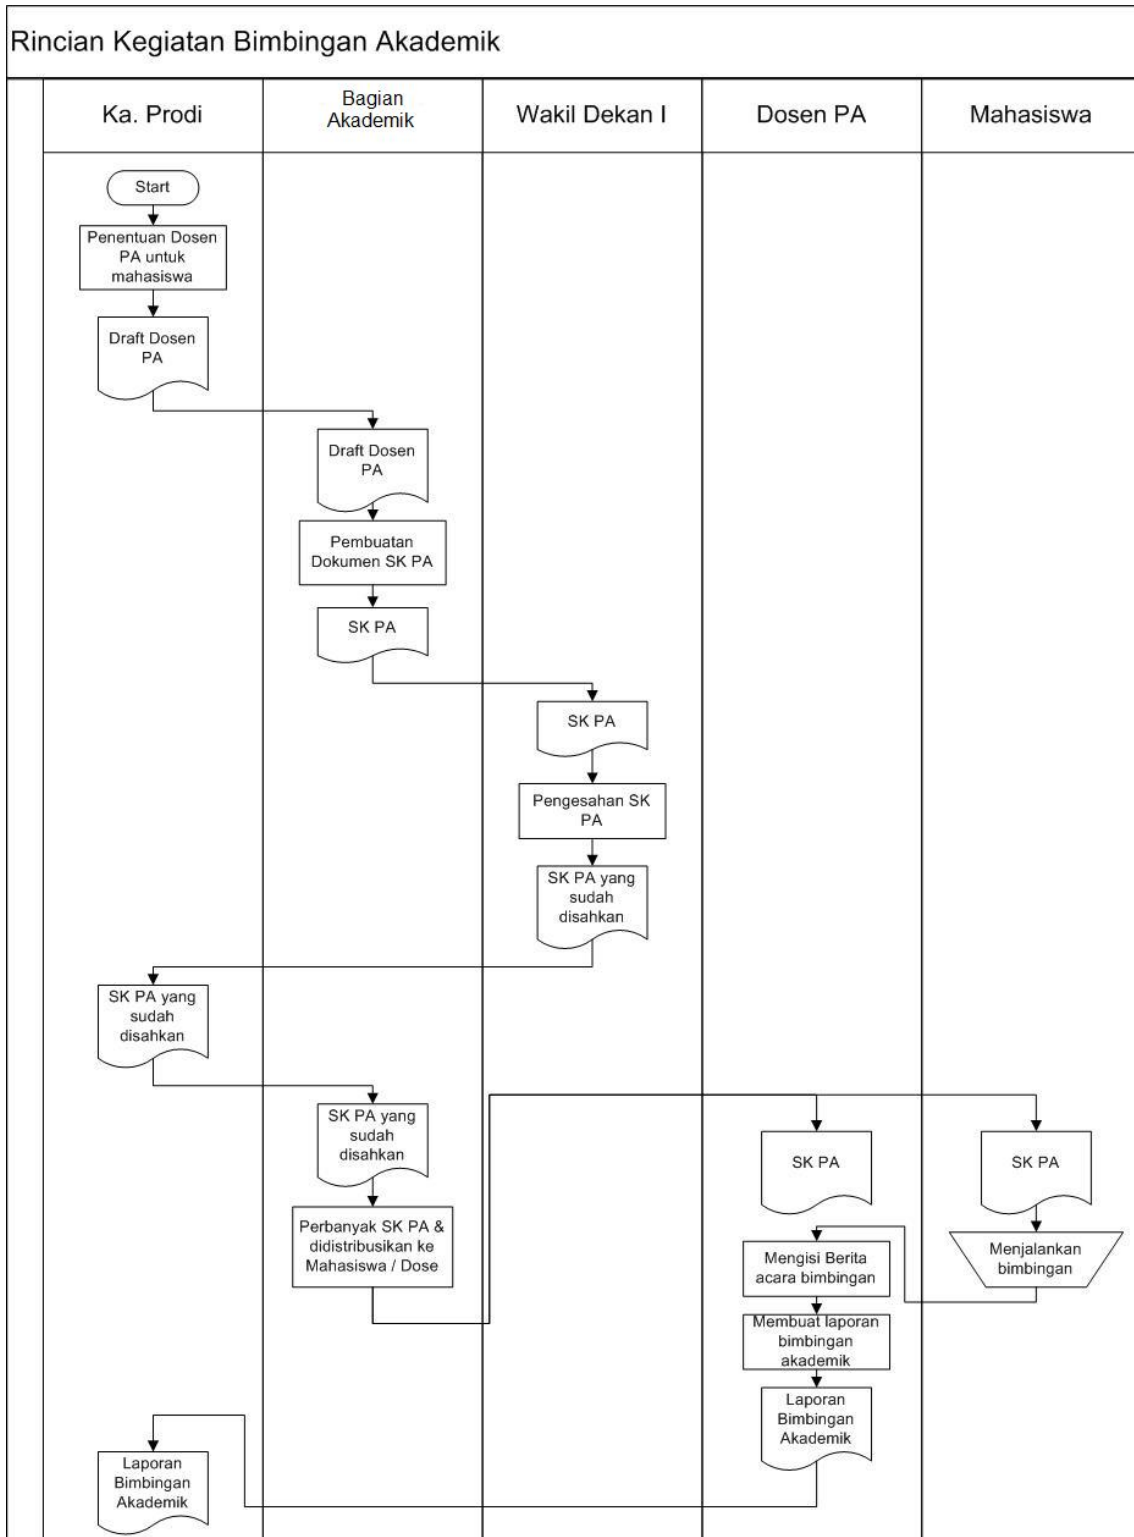 Rincian Kegiatan Bimbingan Akademik
Ka. Prodi
Bagian
Akademik
Wakil Dekan I
Dosen PA
Mahasiswa
Start
Penentuan Dosen
PA untuk
mahasiswa
Draft Dosen
PA
Draft Dosen
PA
Pembuatan
Dokumen SK PA
SK PA
SK PA
Pengesahan SK
PA
SK PA yang
sudah
disahkan
SK PA yang
sudah
disahkan
SK PA yang
sudah
disahkan
Perbanyak SK PA &
didistribusikan ke
Mahasiswa / Dose
SK PA
SK PA
Menjalankan
bimbingan
Mengisi Berita
acara bimbingan
Membuat laporan
bimbingan
akademik
Laporan
Bimbingan
Akademik
Laporan
Bimbingan
Akademik